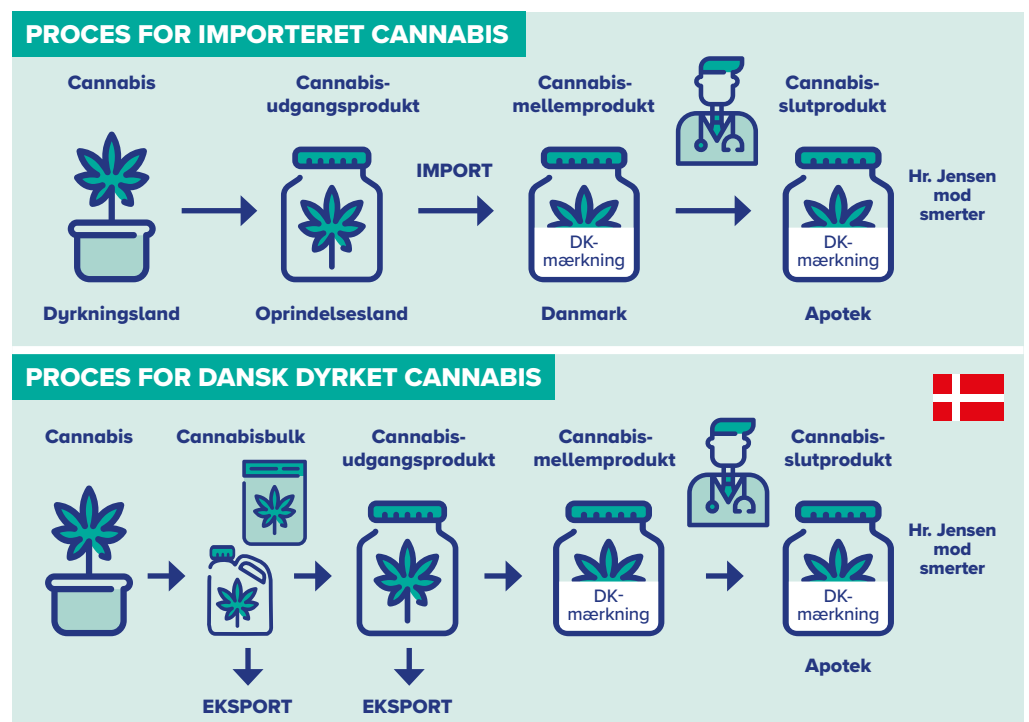 PROCES FOR IMPORTERET CANNABIS
Cannabis
Cannabis-
udgangsprodukt
Cannabis-
mellemprodukt
Cannabis-
slutprodukt
IMPORT
DK-
mærkning
DK-
mærkning
Hr. Jensen
mod
smerter
Dyrkningsland
Oprindelsesland
Danmark
Apotek
PROCES FOR DANSK DYRKET CANNABIS
Cannabis
Cannabisbulk
Cannabis-
udgangsprodukt
Cannabis-
mellemprodukt
Cannabis-
slutprodukt
DK-
mærkning
DK-
mærkning
Hr. Jensen
mod
smerter
Apotek
EKSPORT
EKSPORT